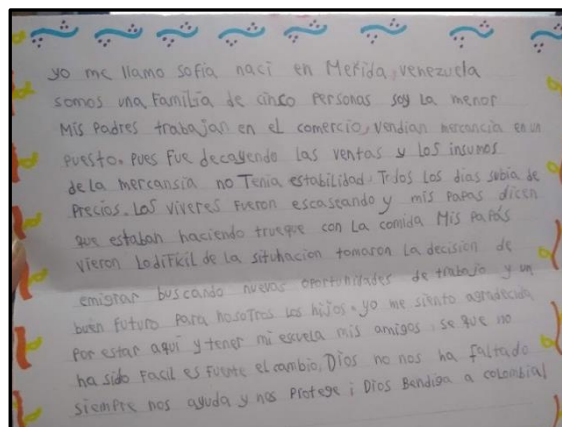 yo me llamo sofia naci en Merida, venezuela
somos una Familia de cinco Personas soy La menor
Mis Padres trabajan en el comercio, vendian mercancia en un
Puesto. Pues Fue decayendo las ventas y los insumos
de la mercansia no Tenia estabilidad. Todos Los dias subia de
Precios. Los viveres Fueron escaseando y mis PaPas dicen
que estaban haciendo trueque con La comida Mis PaPás
vieron Lo diFicil de la situhacion tomaron La decision de
emigrar buscando nuevas oportunidades de trabajo y un
buen Futuro Para nosotros Los hijos. yo me siento agradecida
Por estar aquí y tener mi escuela mis amigos, se que no
ha sido Facil es Fuerte el cambio, Dios no nos ha Faltado
siempre nos ayuda y nos Protege ¡ Dios Bendiga a colombia!